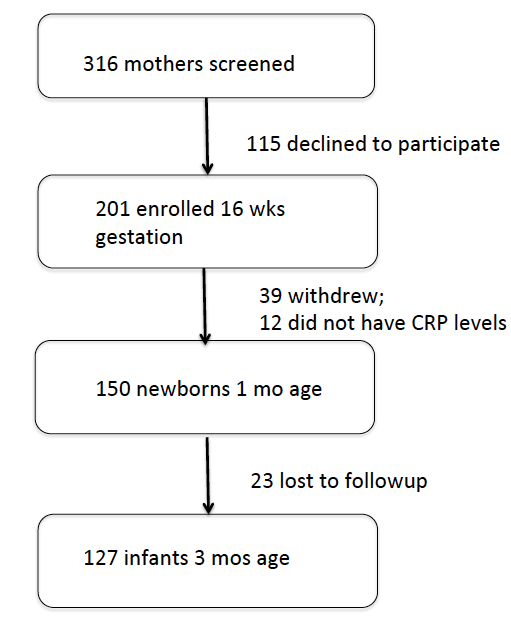 316 mothers screened
115 declined to participate
201 enrolled 16 wks
gestation
39 withdrew;
12 did not have CRP levels
150 newborns 1 mo age
23 lost to followup
127 infants 3 mos age